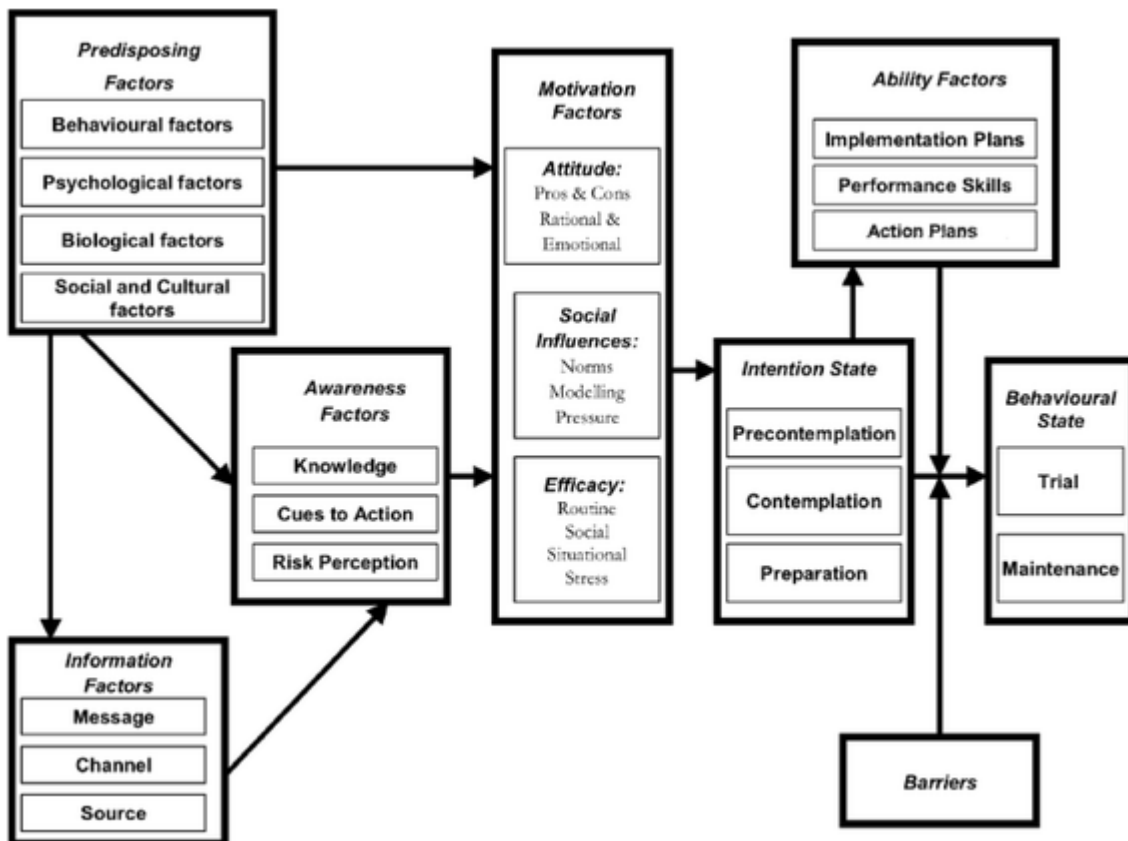 Predisposing
Factors
Behavioural factors
Psychological factors
Biological factors
Social and Cultural
factors
Information
Factors
Message
Channel
Source
Awareness
Factors
Knowledge
Cues to Action
Risk Perception
Motivation
Factors
Attitude:
Pros & Cons
Rational &
Emotional
Social
Influences:
Norms
Modelling
Pressure
Efficacy:
Routine
Social
Situational
Stress
Intention State
Precontemplation
Contemplation
Preparation
Ability Factors
Implementation Plans
Performance Skills
Action Plans
Behavioural
State
Trial
Maintenance
Barriers